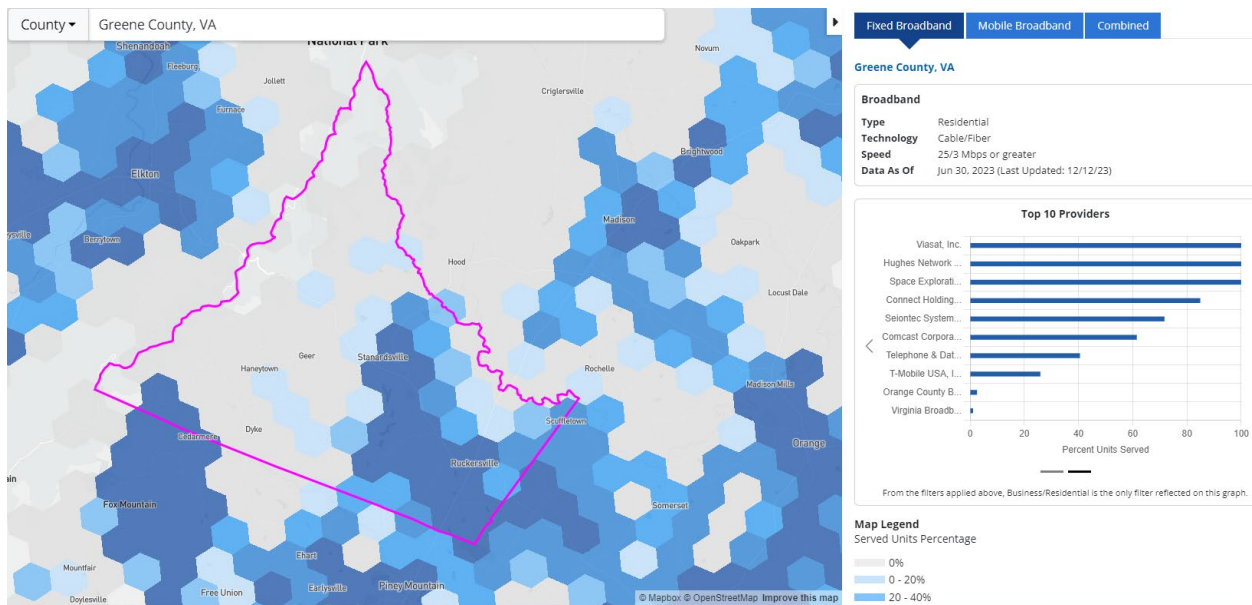 County
Greene County, VA
National Park
Shenandoah
Fleeburg
Jollett
Novum
Criglersville
Furnace
Brightwood
Elkton
Madison
Oakpark
Berrytown
Hood
Locust Dale
Geer
Stanardsville
Haneytown
Rochelle
Madison Mills
Scuffletown
Cedarmere
Dyke
Orange
Ruckersville
Fox Mountain
Somerset
Ehart
Mountfair
Free Union
Earlysville
Piney Mountain
Doylesville
© Mapbox © OpenStreetMap Improve this map
Fixed Broadband
Mobile Broadband
Combined
Greene County, VA
Broadband
Type Residential
Technology Cable/Fiber
Speed 25/3 Mbps or greater
Data As Of Jun 30, 2023 (Last Updated: 12/12/23)
Top 10 Providers
Viasat, Inc.
Hughes Network ...
Space Explorati...
Connect Holding...
Seiontec System...
Comcast Corpora...
Telephone & Dat...
T-Mobile USA, I...
Orange County B...
Virginia Broadb...
0 20 40 60 80 100
Percent Units Served
From the filters applied above, Business/Residential is the only filter reflected on this graph.
Map Legend
Served Units Percentage
0%
0 - 20%
20 - 40%